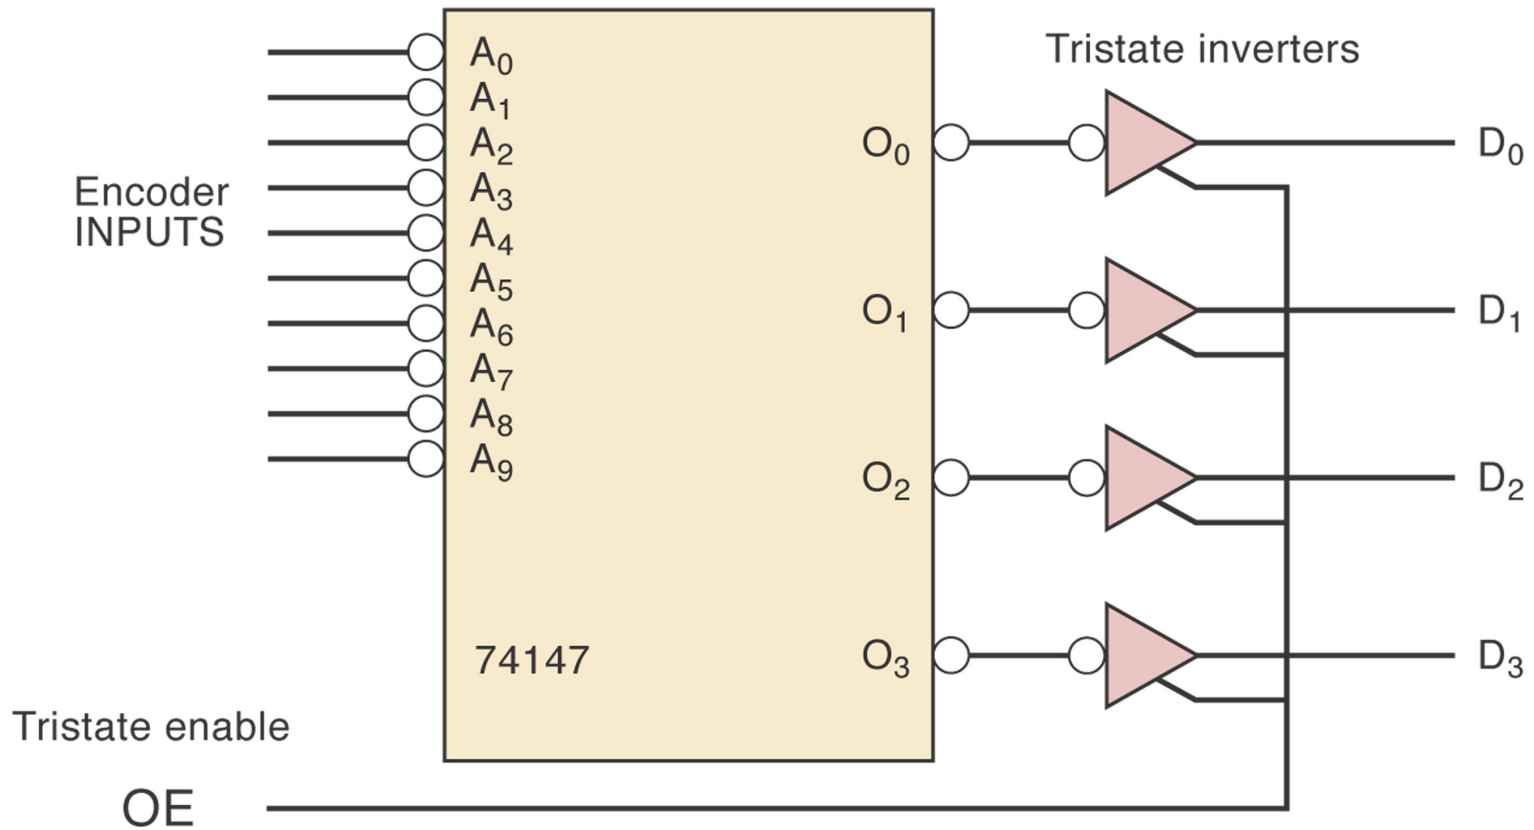 Tristate inverters
A₀
A₁
A₂
A₃
A₄
A₅
A₆
A₇
A₈
A₉
Encoder
INPUTS
O₀
O₁
O₂
O₃
D₀
D₁
D₂
D₃
74147
Tristate enable
OE